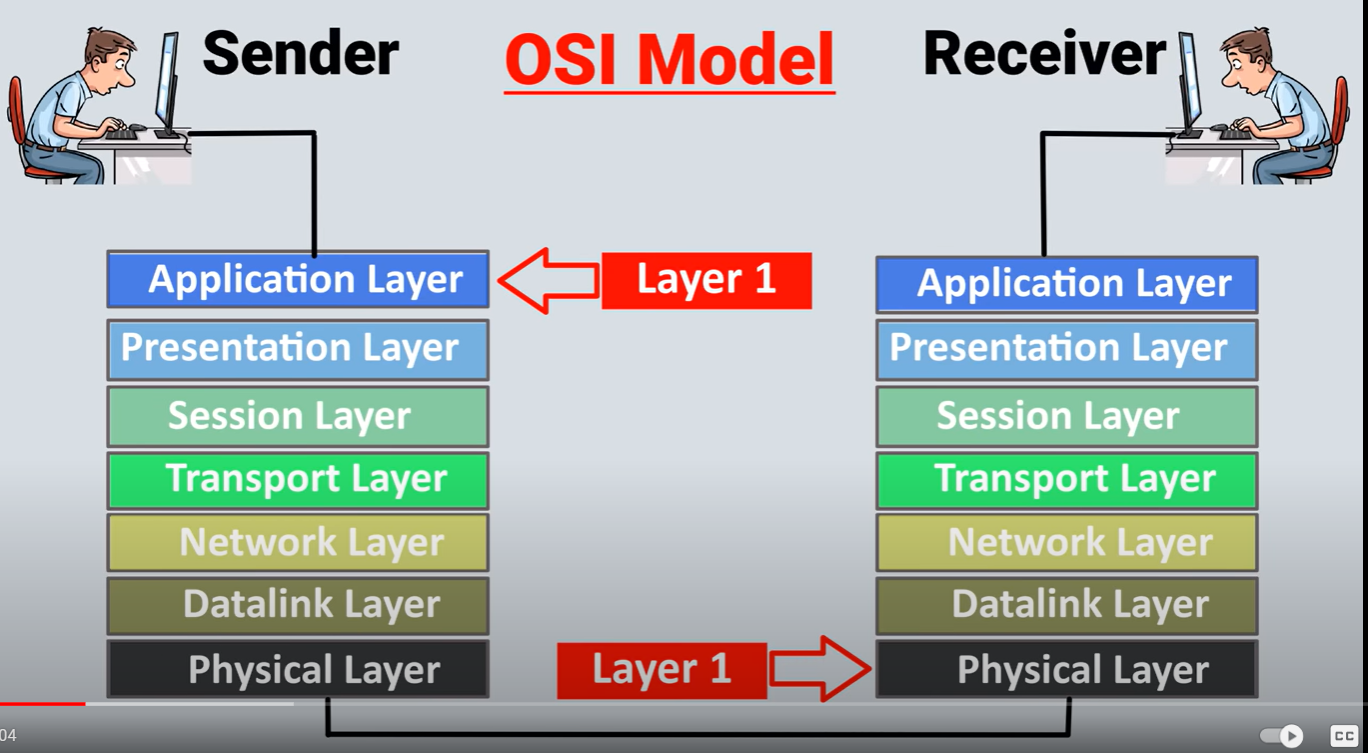 Sender
OSI Model
Receiver
Application Layer
Layer 1
Application Layer
Presentation Layer
Presentation Layer
Session Layer
Session Layer
Transport Layer
Transport Layer
Network Layer
Network Layer
Datalink Layer
Datalink Layer
Physical Layer
Layer 1
Physical Layer
04
CC